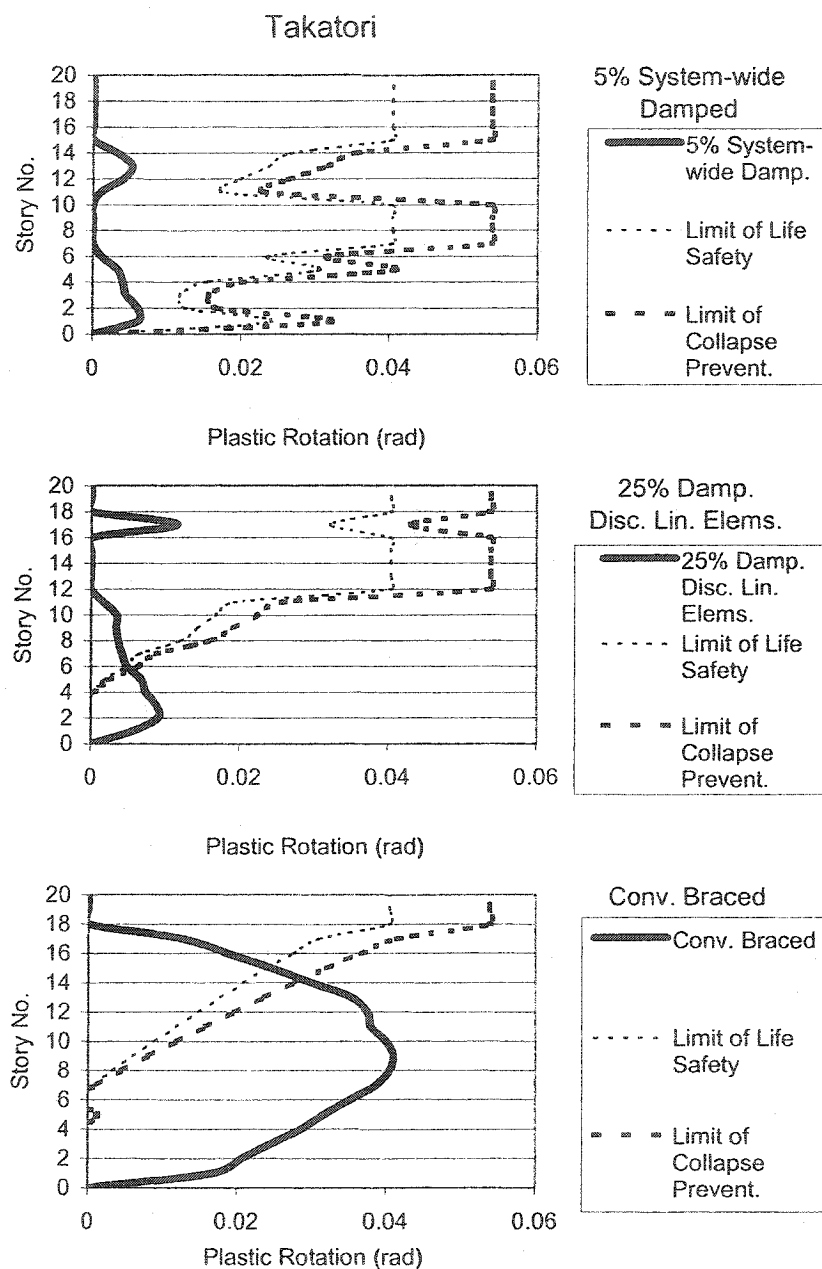 Takatori
20
18
16
14
12
10
8
6
4
2
0
Story No.
0
0.02
0.04
0.06
Plastic Rotation (rad)
5% System-wide
Damped
5% System-
wide Damp.
Limit of Life
Safety
Limit of
Collapse
Prevent.
20
18
16
14
12
10
8
6
4
2
0
Story No.
0
0.02
0.04
0.06
Plastic Rotation (rad)
25% Damp.
Disc. Lin. Elems.
25% Damp.
Disc. Lin.
Elems.
Limit of Life
Safety
Limit of
Collapse
Prevent.
20
18
16
14
12
10
8
6
4
2
0
Story No.
0
0.02
0.04
0.06
Plastic Rotation (rad)
Conv. Braced
Conv. Braced
Limit of Life
Safety
Limit of
Collapse
Prevent.